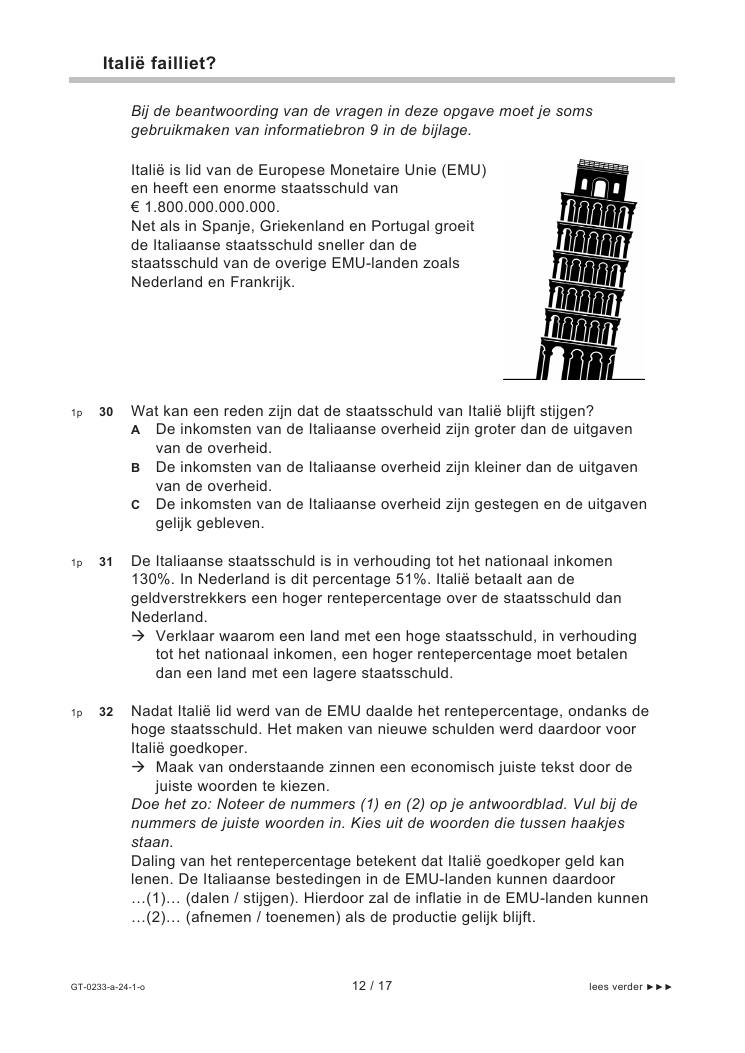 Italië failliet?
Bij de beantwoording van de vragen in deze opgave moet je soms
gebruikmaken van informatiebron 9 in de bijlage.
Italië is lid van de Europese Monetaire Unie (EMU)
en heeft een enorme staatsschuld van
€ 1.800.000.000.000.
Net als in Spanje, Griekenland en Portugal groeit
de Italiaanse staatsschuld sneller dan de
staatsschuld van de overige EMU-landen zoals
Nederland en Frankrijk.
1p 30 Wat kan een reden zijn dat de staatsschuld van Italië blijft stijgen?
A De inkomsten van de Italiaanse overheid zijn groter dan de uitgaven
van de overheid.
B De inkomsten van de Italiaanse overheid zijn kleiner dan de uitgaven
van de overheid.
C De inkomsten van de Italiaanse overheid zijn gestegen en de uitgaven
gelijk gebleven.
1p 31 De Italiaanse staatsschuld is in verhouding tot het nationaal inkomen
130%. In Nederland is dit percentage 51%. Italië betaalt aan de
geldverstrekkers een hoger rentepercentage over de staatsschuld dan
Nederland.
→ Verklaar waarom een land met een hoge staatsschuld, in verhouding
tot het nationaal inkomen, een hoger rentepercentage moet betalen
dan een land met een lagere staatsschuld.
1p 32 Nadat Italië lid werd van de EMU daalde het rentepercentage, ondanks de
hoge staatsschuld. Het maken van nieuwe schulden werd daardoor voor
Italië goedkoper.
→ Maak van onderstaande zinnen een economisch juiste tekst door de
juiste woorden te kiezen.
Doe het zo: Noteer de nummers (1) en (2) op je antwoordblad. Vul bij de
nummers de juiste woorden in. Kies uit de woorden die tussen haakjes
staan.
Daling van het rentepercentage betekent dat Italië goedkoper geld kan
lenen. De Italiaanse bestedingen in de EMU-landen kunnen daardoor
…(1)… (dalen / stijgen). Hierdoor zal de inflatie in de EMU-landen kunnen
…(2)… (afnemen / toenemen) als de productie gelijk blijft.
GT-0233-a-24-1-o 12 / 17 lees verder ►►►